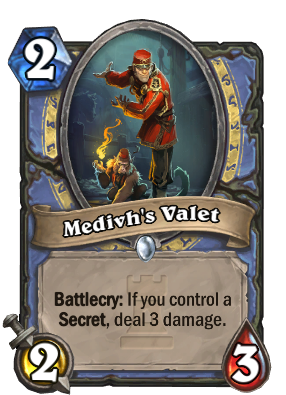 2
Medivh's Valet
Battlecry: If you control a
Secret, deal 3 damage.
2
3